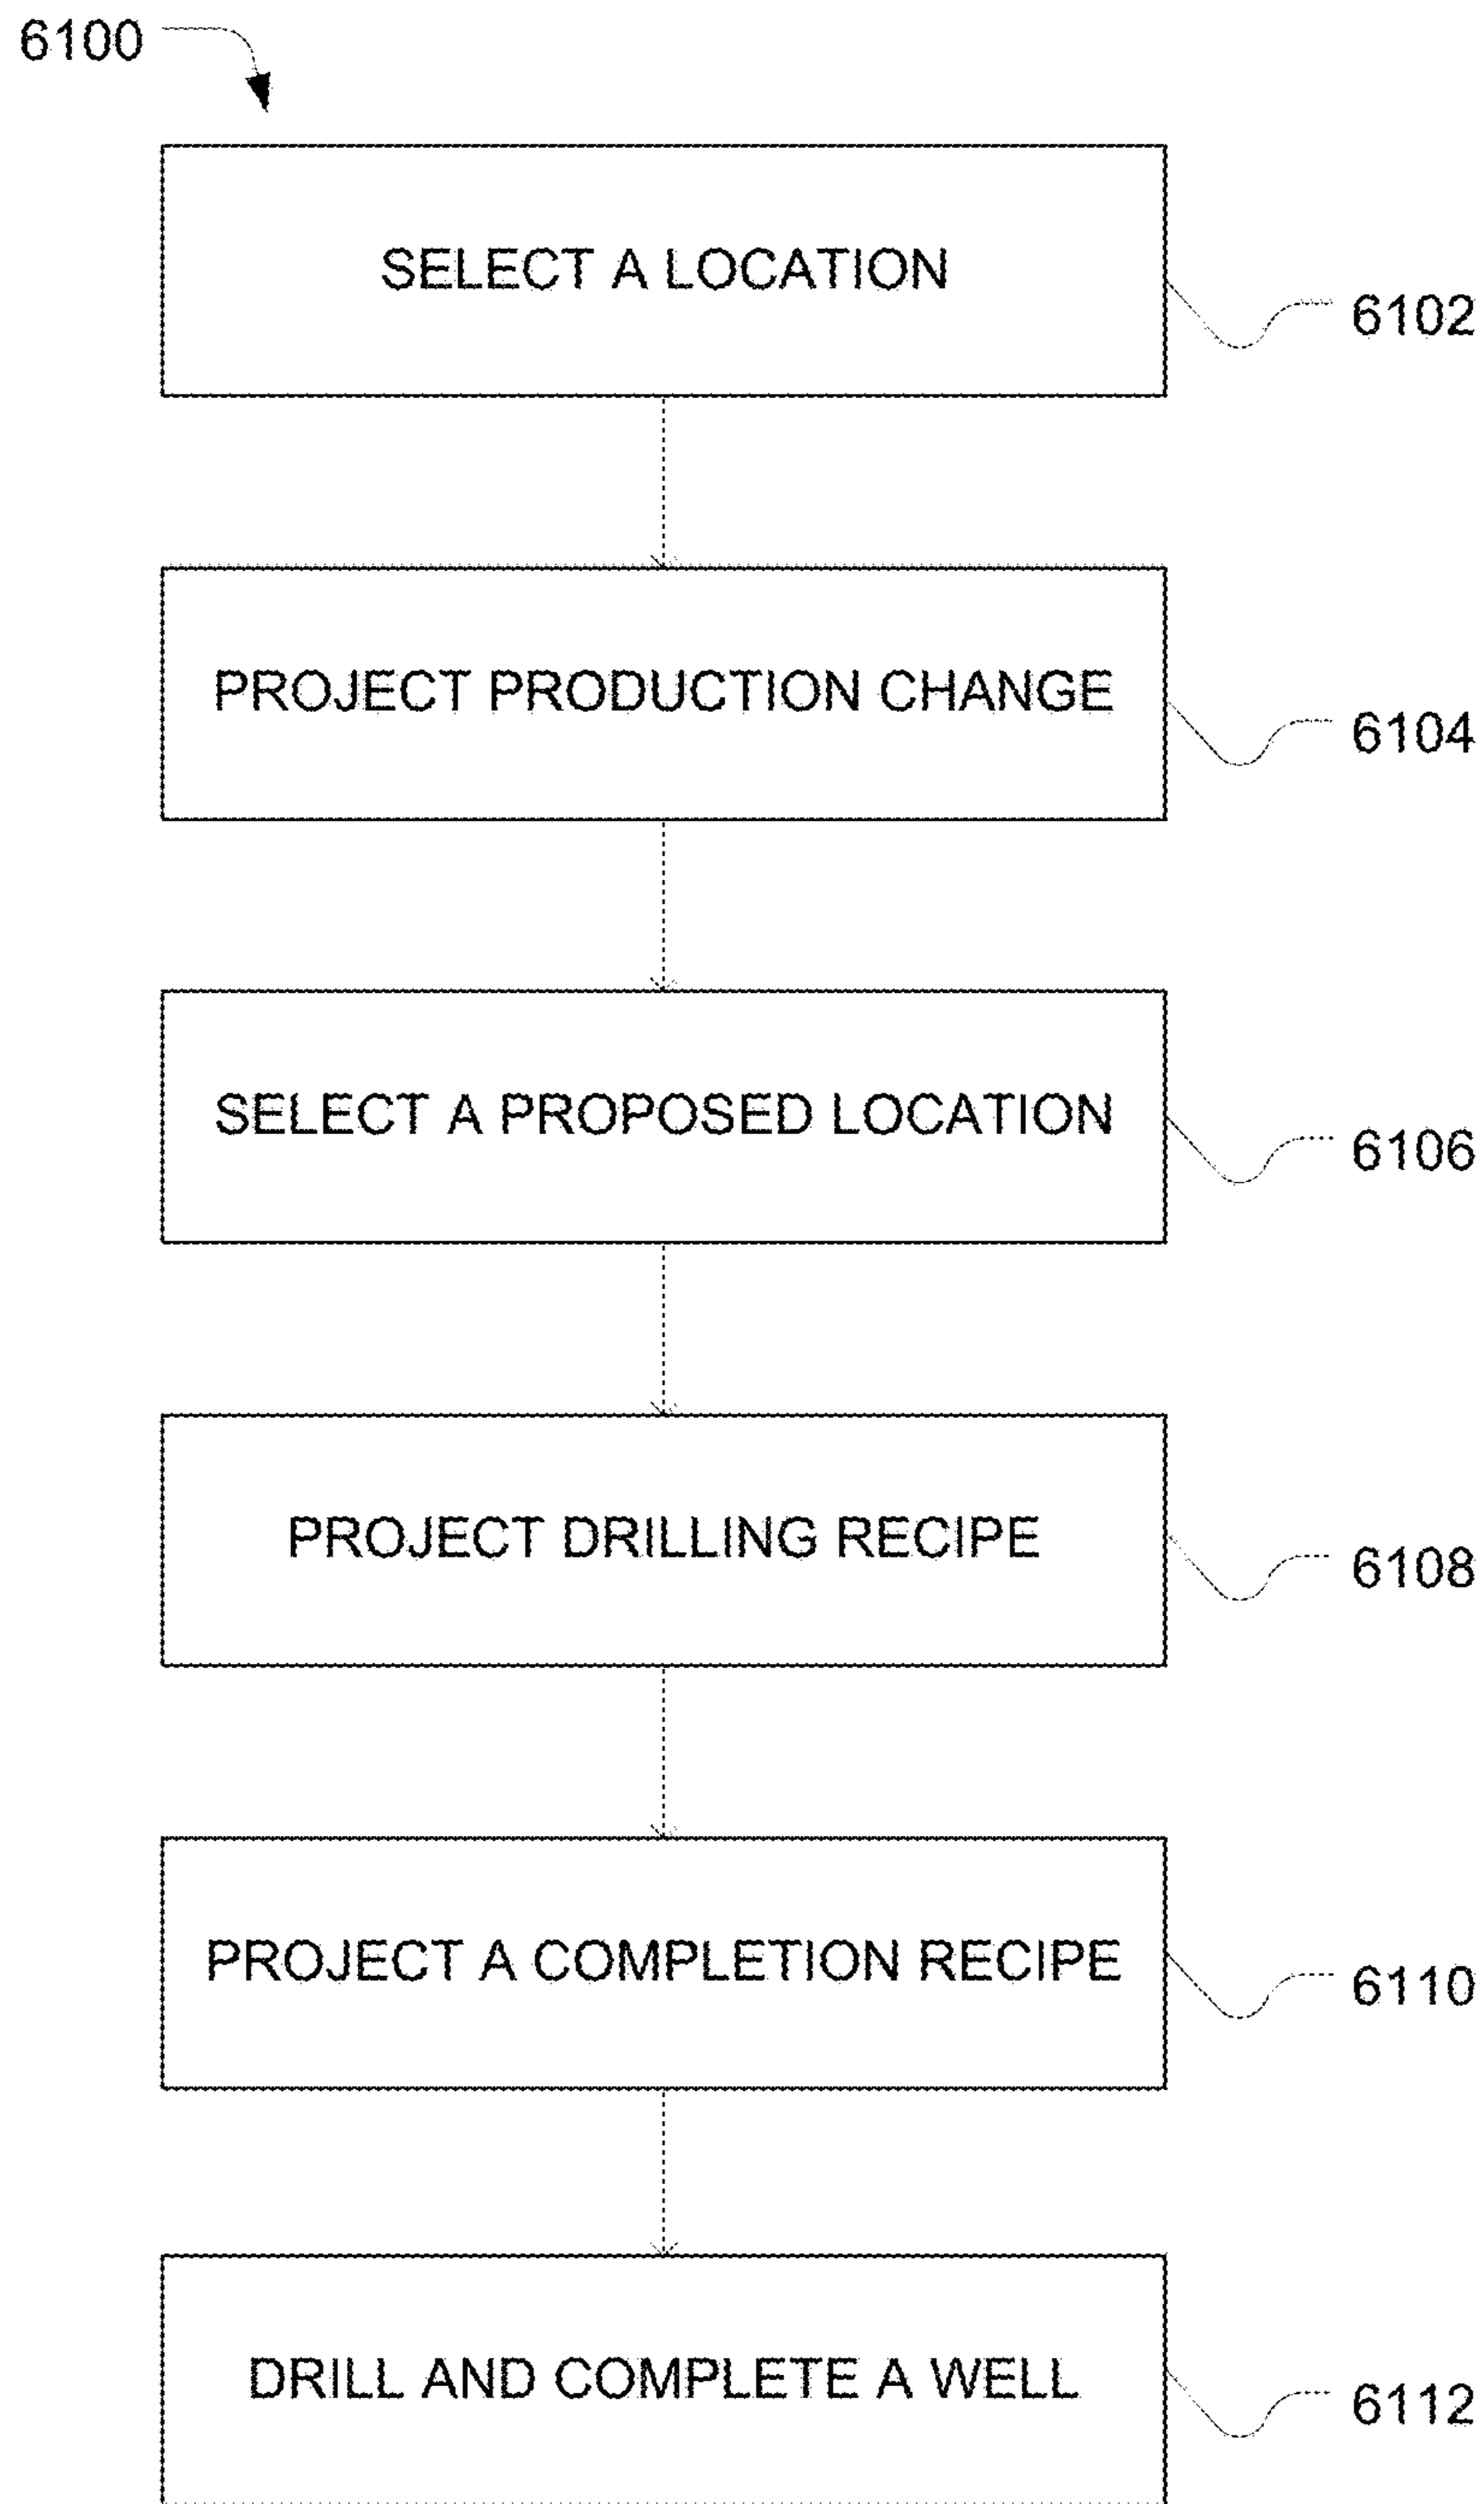 6100
SELECT A LOCATION
6102
PROJECT PRODUCTION CHANGE
6104
SELECT A PROPOSED LOCATION
6106
PROJECT DRILLING RECIPE
6108
PROJECT A COMPLETION RECIPE
6110
DRILL AND COMPLETE A WELL
6112